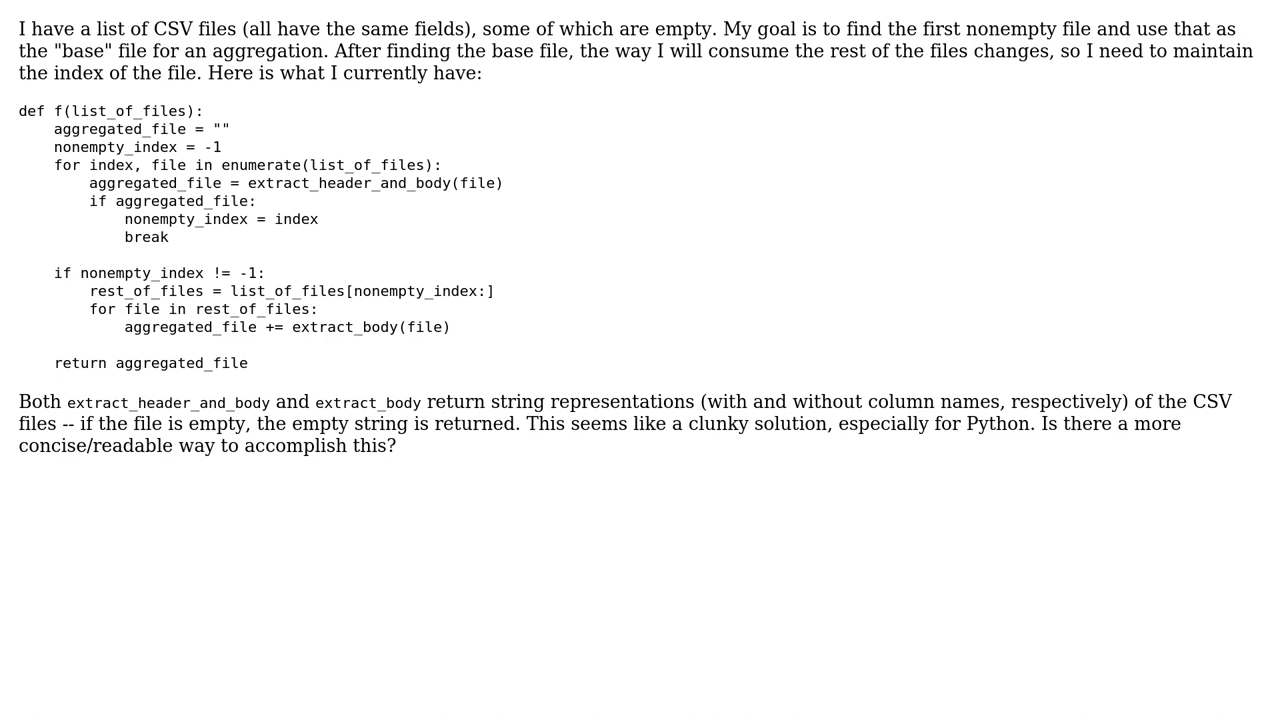 I have a list of CSV files (all have the same fields), some of which are empty. My goal is to find the first nonempty file and use that as
the "base" file for an aggregation. After finding the base file, the way I will consume the rest of the files changes, so I need to maintain
the index of the file. Here is what I currently have:
def f(list_of_files):
    aggregated_file = ""
    nonempty_index = -1
    for index, file in enumerate(list_of_files):
        aggregated_file = extract_header_and_body(file)
        if aggregated_file:
            nonempty_index = index
            break
    if nonempty_index != -1:
        rest_of_files = list_of_files[nonempty_index:]
        for file in rest_of_files:
            aggregated_file += extract_body(file)
    return aggregated_file
Both extract_header_and_body and extract_body return string representations (with and without column names, respectively) of the CSV
files -- if the file is empty, the empty string is returned. This seems like a clunky solution, especially for Python. Is there a more
concise/readable way to accomplish this?